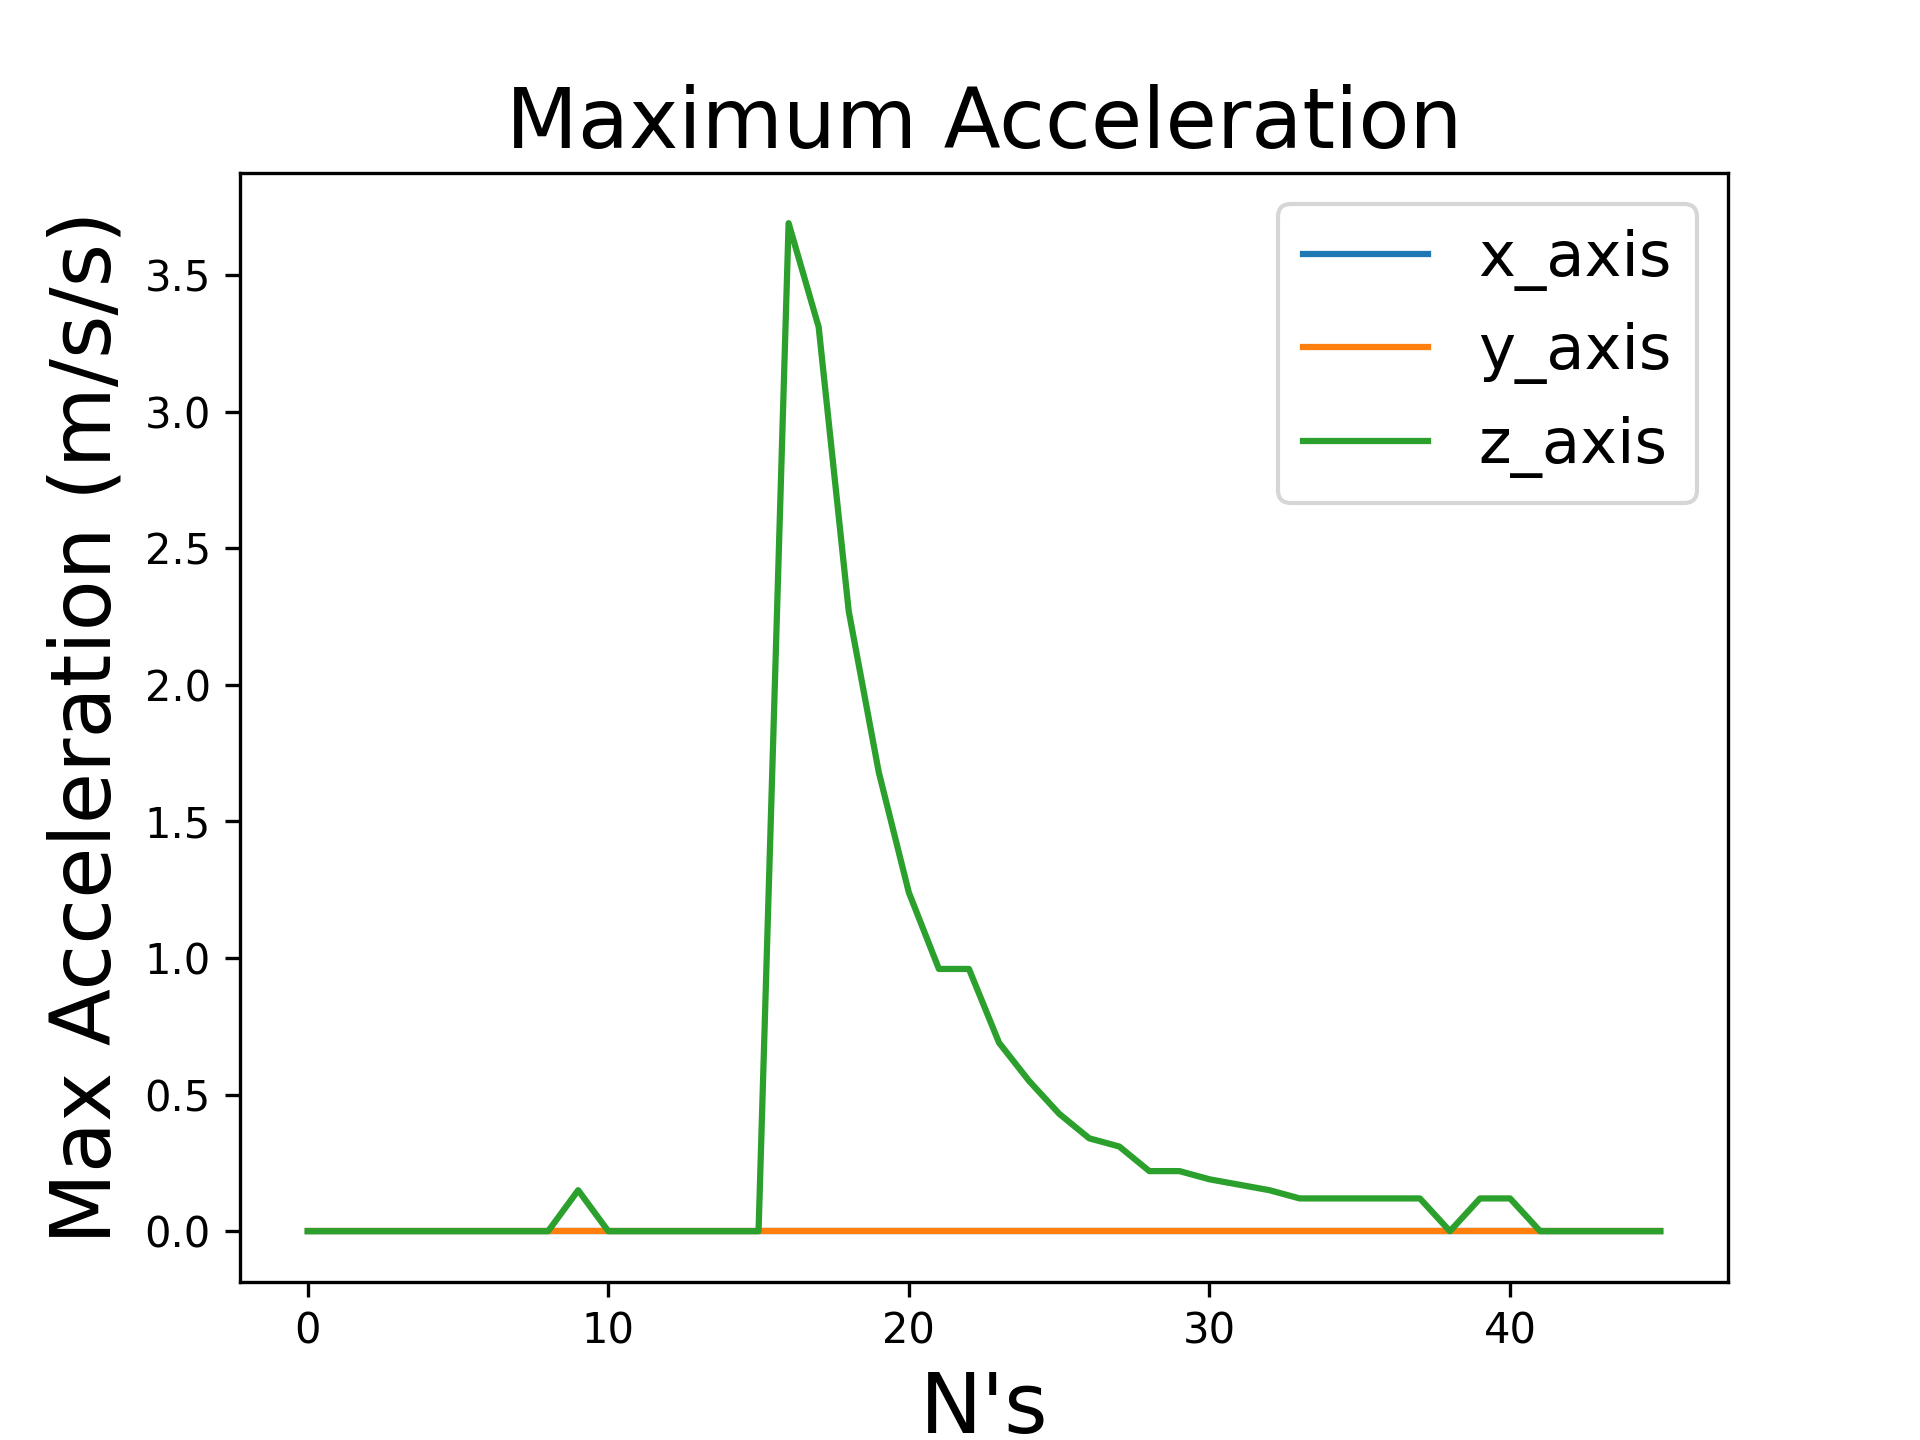 Maximum Acceleration
Max Acceleration (m/s/s)
3.5
3.0
2.5
2.0
1.5
1.0
0.5
0.0
x_axis
y_axis
z_axis
0 10 20 30 40
N's